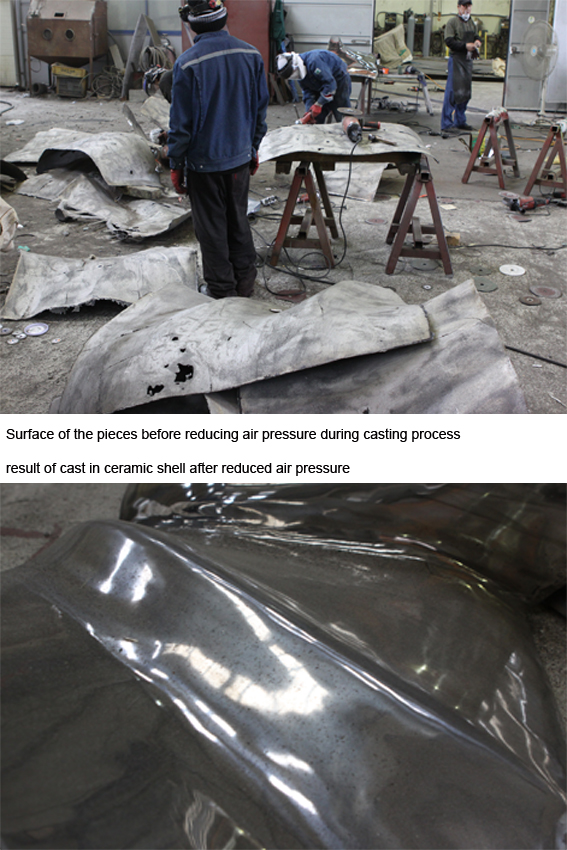 Surface of the pieces before reducing air pressure during casting process
result of cast in ceramic shell after reduced air pressure